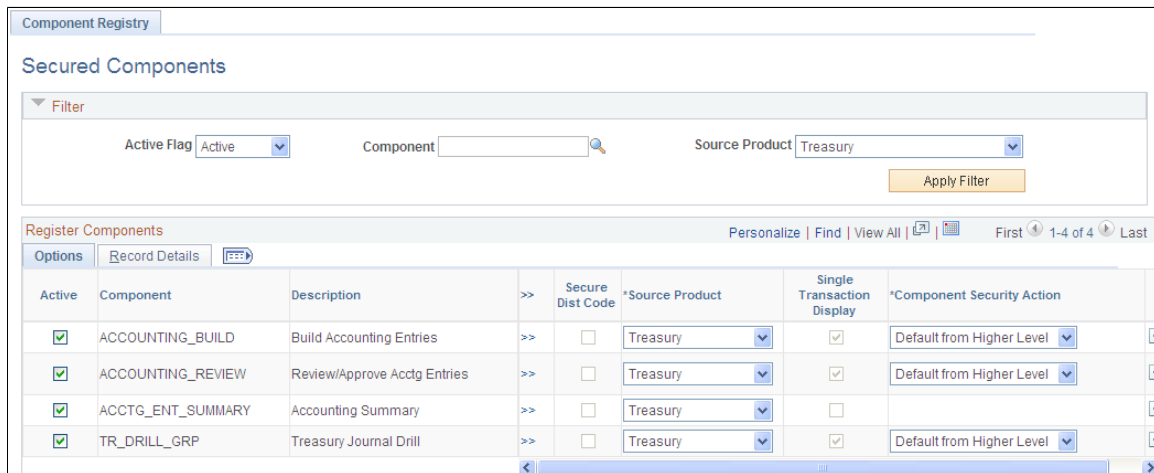 Component Registry
Secured Components
Filter
Active Flag Active Component Source Product Treasury
Apply Filter
Register Components Personalize | Find | View All | | First 1-4 of 4 Last
Options Record Details
Active Component Description >> Secure Dist Code *Source Product Single Transaction Display *Component Security Action
ACCOUNTING_BUILD Build Accounting Entries >> Treasury Default from Higher Level
ACCOUNTING_REVIEW Review/Approve Acctg Entries >> Treasury Default from Higher Level
ACCTG_ENT_SUMMARY Accounting Summary >> Treasury
TR_DRILL_GRP Treasury Journal Drill >> Treasury Default from Higher Level